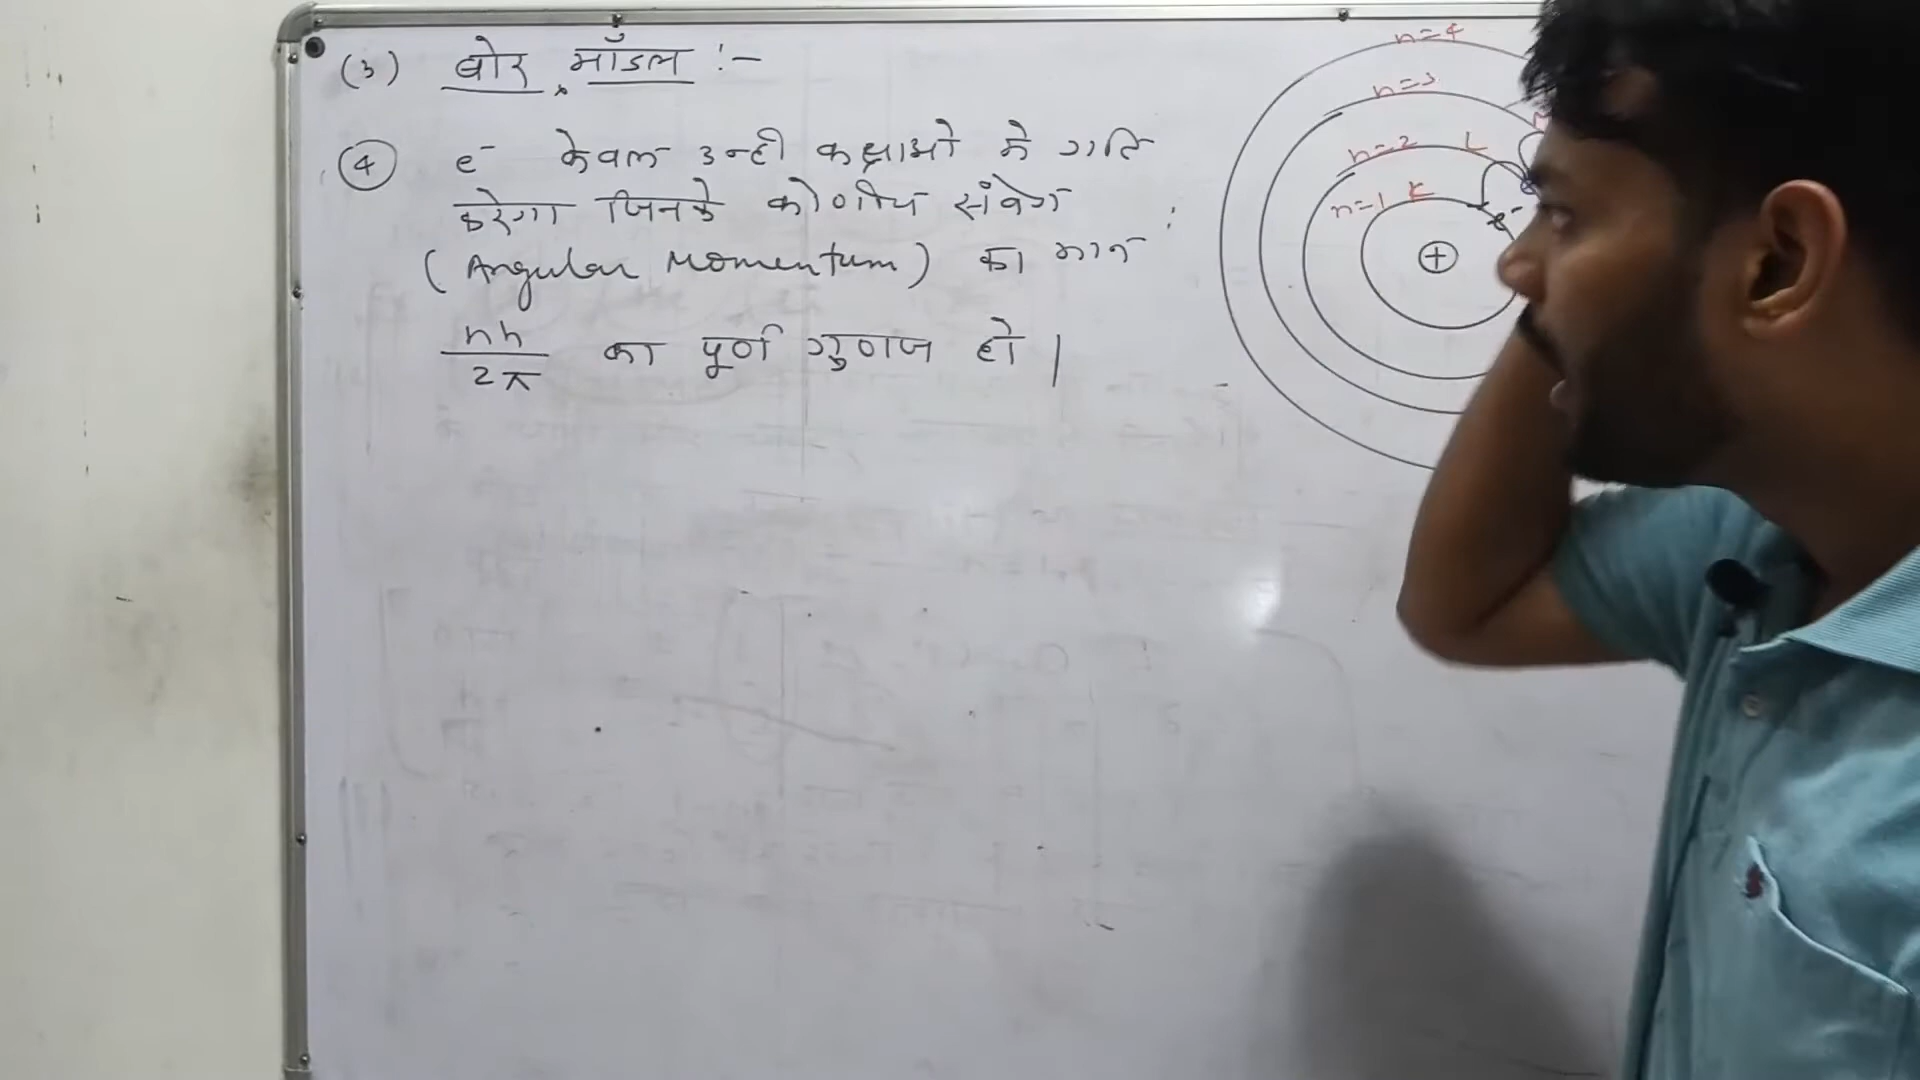 (3) बोर मॉडल :-
④ e⁻ केवल उन्ही कक्षाओ मे गति
करेगा जिनके कोणीय संवेग
(Angular Momentum) का मान
nh
2π
का पूर्ण गुणज हो |
n=4
n=3
M
n=2 L
n=1 K
e⁻
+